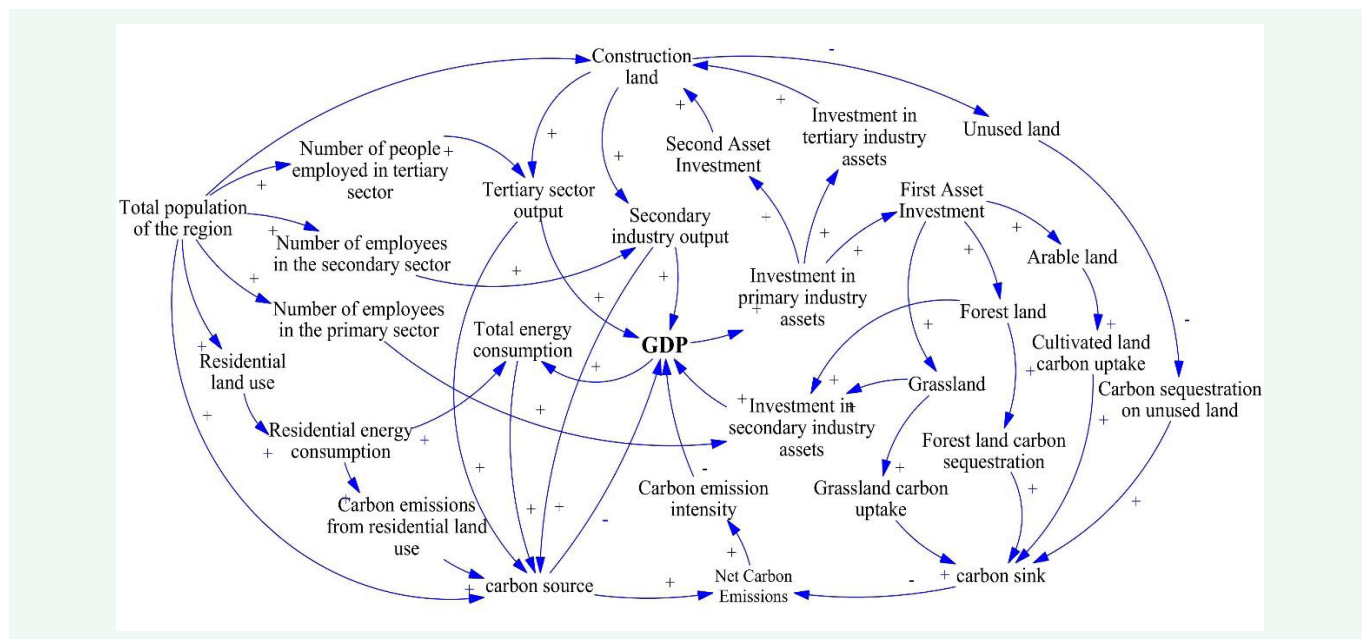 Construction
land
Investment in
tertiary industry
assets
Unused land
Number of people
employed in tertiary
sector
Second Asset
Investment
Tertiary sector
output
First Asset
Investment
Total population
of the region
Secondary
industry output
Number of employees
in the secondary sector
Arable land
Investment in
primary industry
assets
Number of employees
in the primary sector
Forest land
Total energy
consumption
GDP
Cultivated land
carbon uptake
Residential
land use
Grassland
Carbon sequestration
on unused land
Investment in
secondary industry
assets
Residential energy
consumption
Forest land carbon
sequestration
Carbon emission
intensity
Grassland carbon
uptake
Carbon emissions
from residential land
use
carbon source
Net Carbon
Emissions
carbon sink